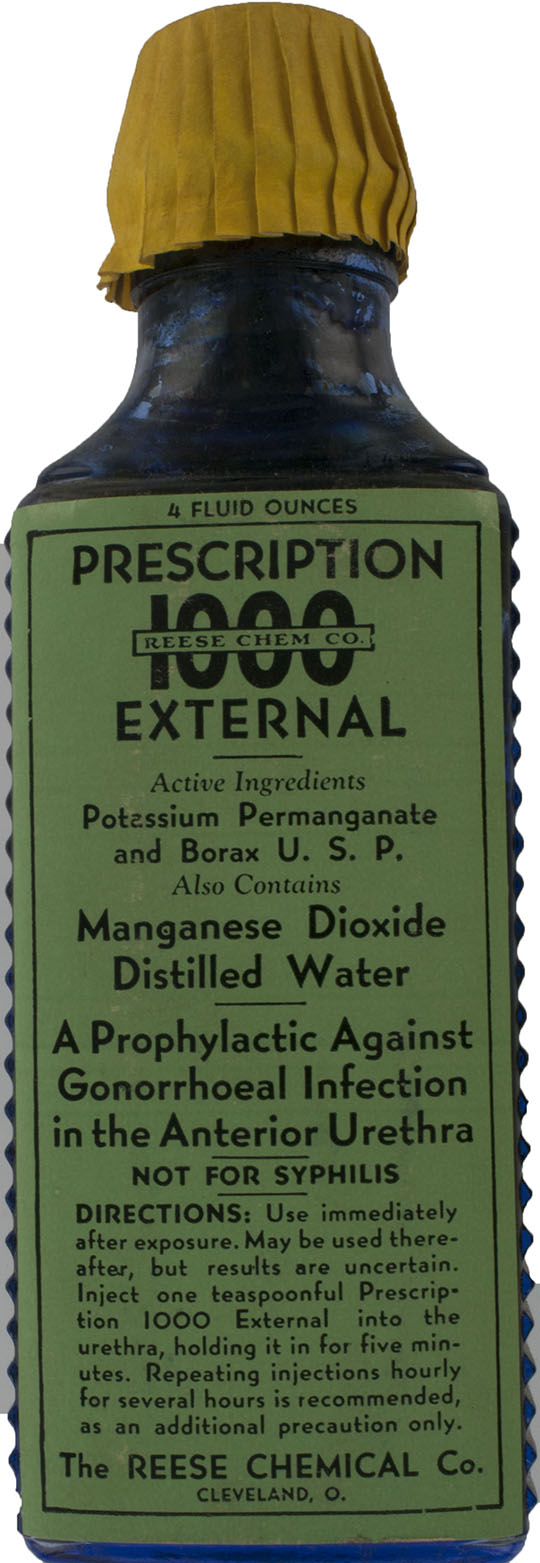 4 FLUID OUNCES
PRESCRIPTION
1000
REESE CHEM CO.
EXTERNAL
Active Ingredients
Potassium Permanganate
and Borax U. S. P.
Also Contains
Manganese Dioxide
Distilled Water
A Prophylactic Against
Gonorrhoeal Infection
in the Anterior Urethra
NOT FOR SYPHILIS
DIRECTIONS: Use immediately
after exposure. May be used there-
after, but results are uncertain.
Inject one teaspoonful Prescrip-
tion 1000 External into the
urethra, holding it in for five min-
utes. Repeating injections hourly
for several hours is recommended,
as an additional precaution only.
The REESE CHEMICAL Co.
CLEVELAND, O.